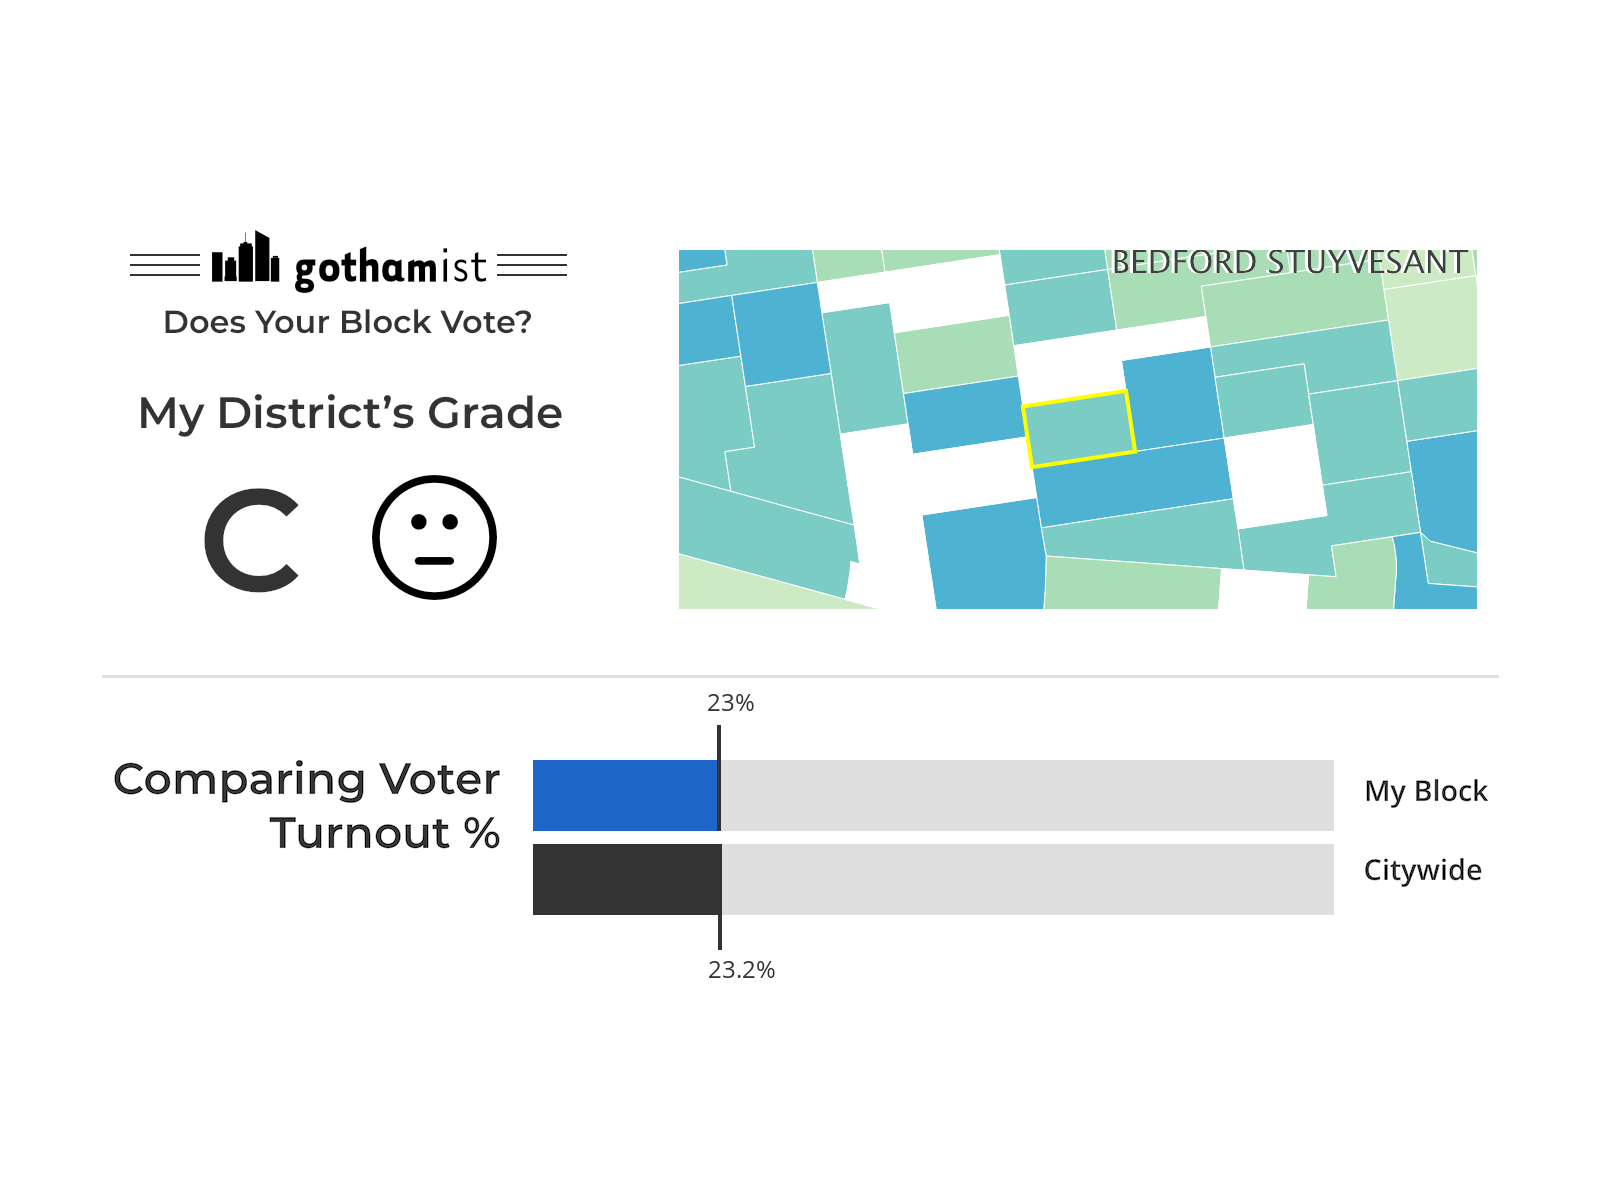 gothamist
Does Your Block Vote?
My District’s Grade
C
BEDFORD STUYVESANT
23%
Comparing Voter
Turnout %
My Block
Citywide
23.2%